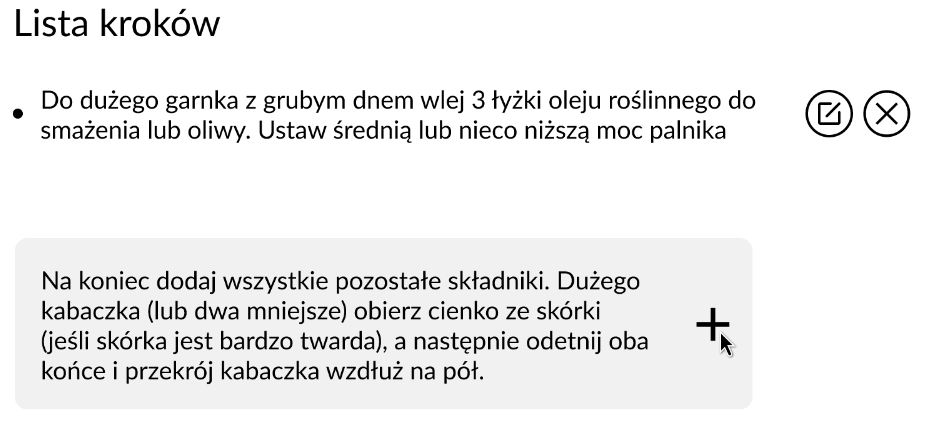 Lista kroków
Do dużego garnka z grubym dnem wlej 3 łyżki oleju roślinnego do
smażenia lub oliwy. Ustaw średnią lub nieco niższą moc palnika
Na koniec dodaj wszystkie pozostałe składniki. Dużego
kabaczka (lub dwa mniejsze) obierz cienko ze skórki
(jeśli skórka jest bardzo twarda), a następnie odetnij oba
końce i przekrój kabaczka wzdłuż na pół.